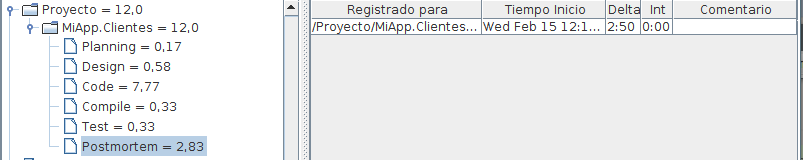 Proyecto = 12,0
MiApp.Clientes = 12,0
Planning = 0,17
Design = 0,58
Code = 7,77
Compile = 0,33
Test = 0,33
Postmortem = 2,83
Registrado para Tiempo Inicio Delta Int Comentario
/Proyecto/MiApp.Clientes... Wed Feb 15 12:1... 2:50 0:00